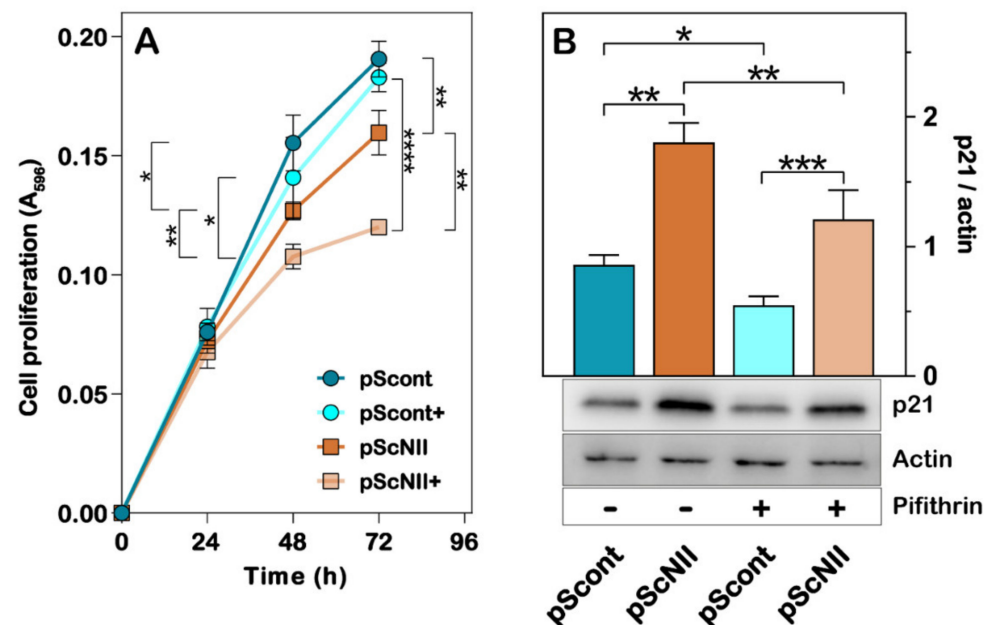 A
0.20
0.15
0.10
0.05
0.00
Cell proliferation (A596)
0
24
48
72
96
Time (h)
*
**
*
****
**
**
pScont
pScont+
pScNII
pScNII+
B
*
**
**
***
2
1
0
p21 / actin
p21
Actin
- - + + Pifithrin
pScont
pScNII
pScont
pScNII